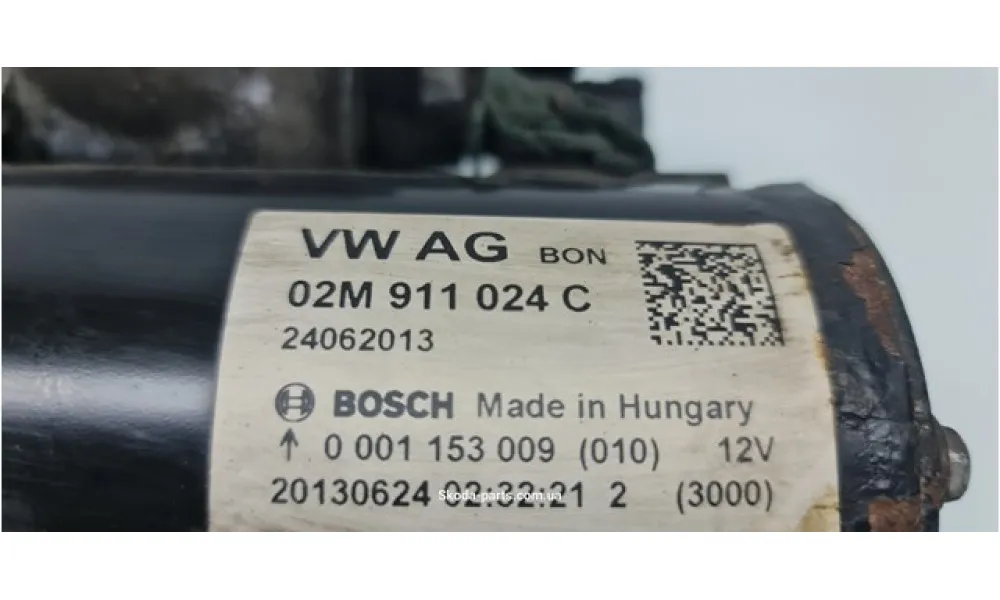 VW AG BON
02M 911 024 C
24062013
BOSCH Made in Hungary
↑ 0 001 153 009 (010) 12V
20130624 02:32:21 2 (3000)
Skoda-parts.com.ua